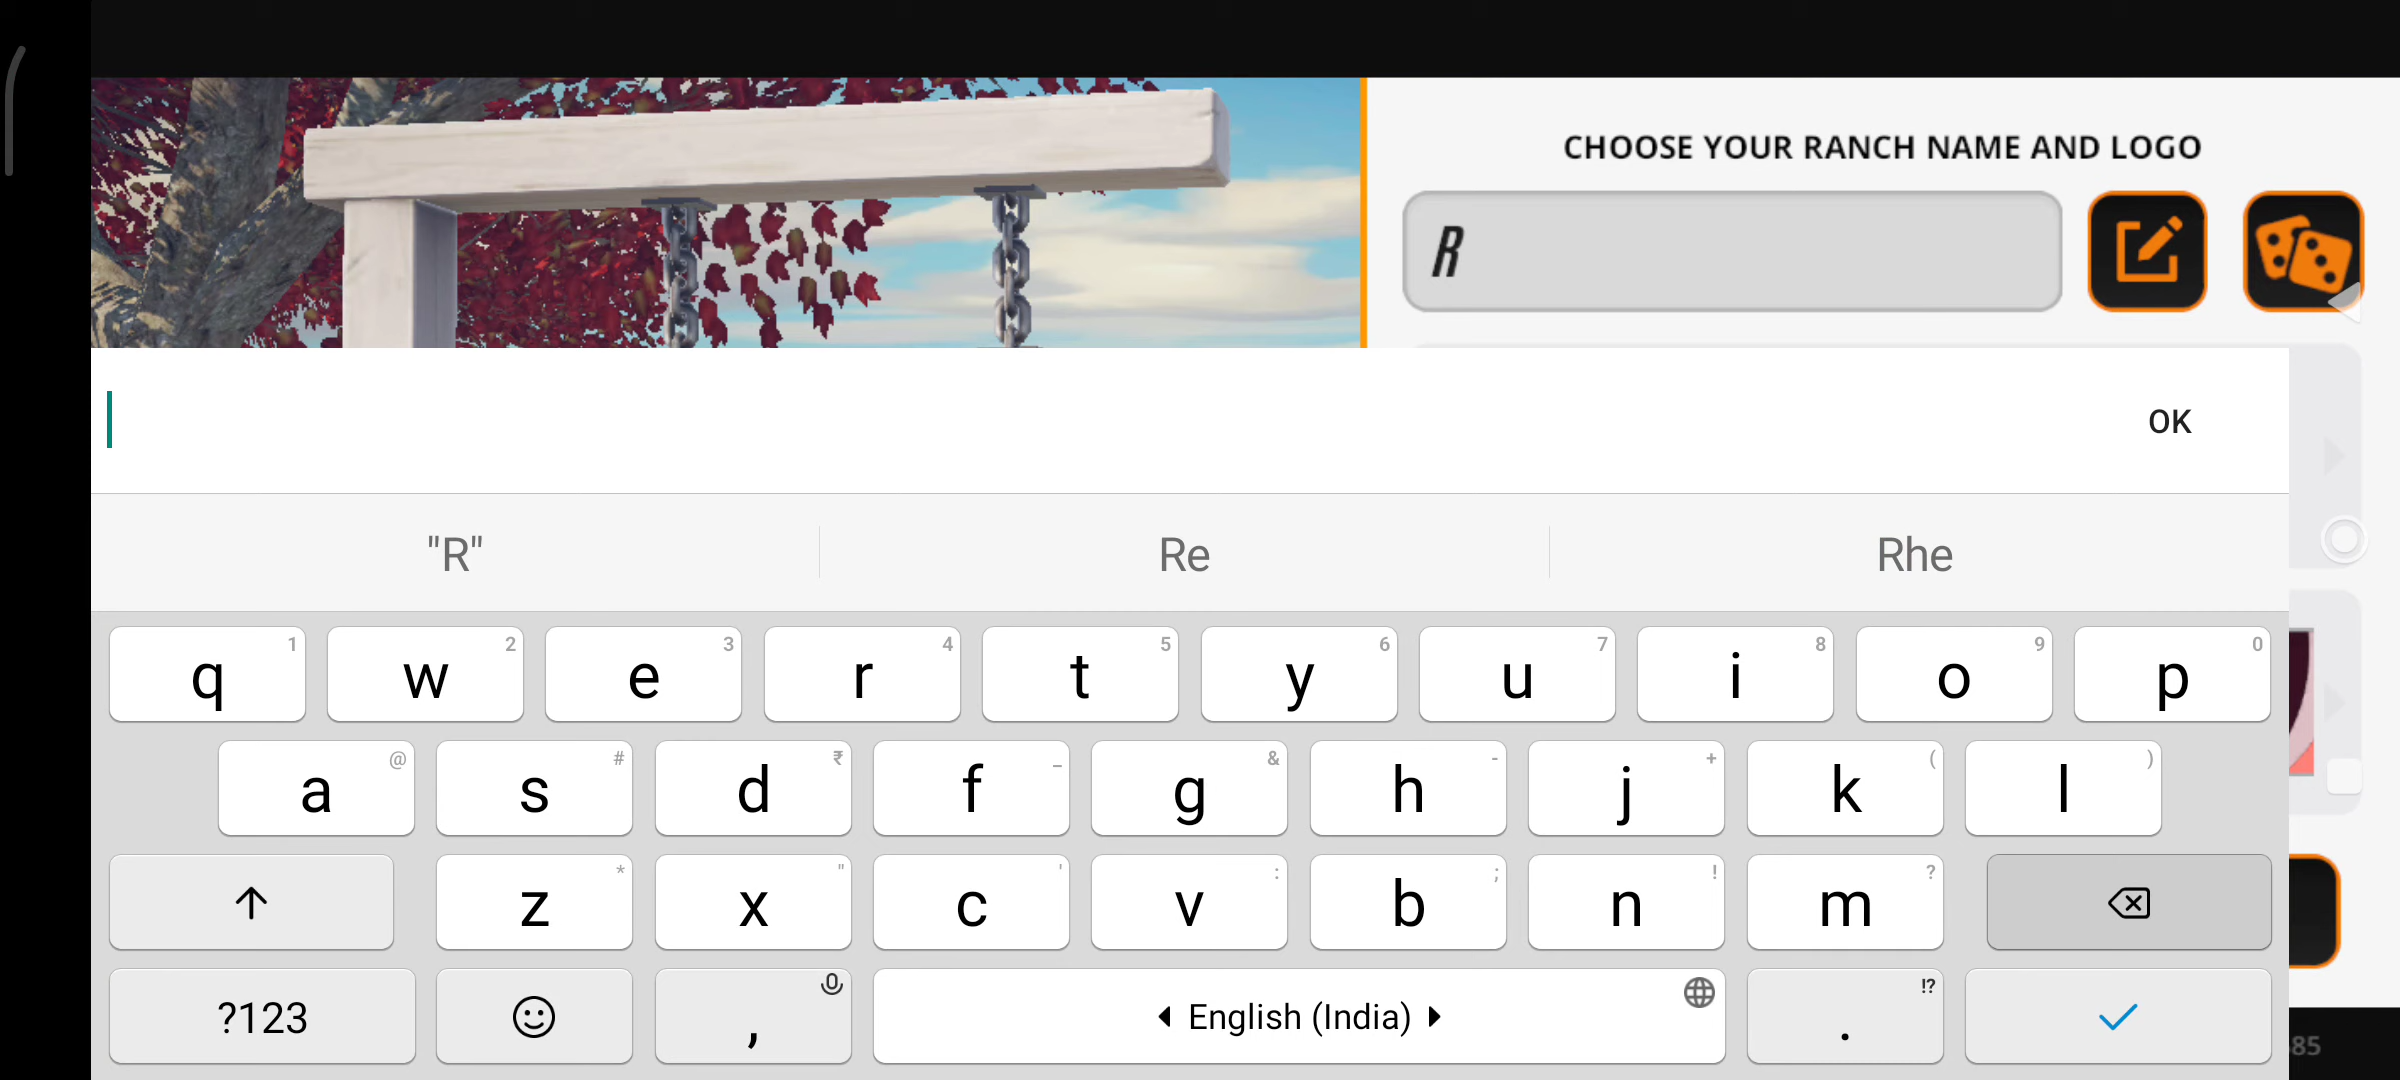 CHOOSE YOUR RANCH NAME AND LOGO
R
OK
"R" Re Rhe
q 1 w 2 e 3 r 4 t 5 y 6 u 7 i 8 o 9 p 0
a @ s # d ₹ f _ g & h - j + k ( l )
z * x " c ' v : b ; n ! m ?
?123 , English (India) . !?
85